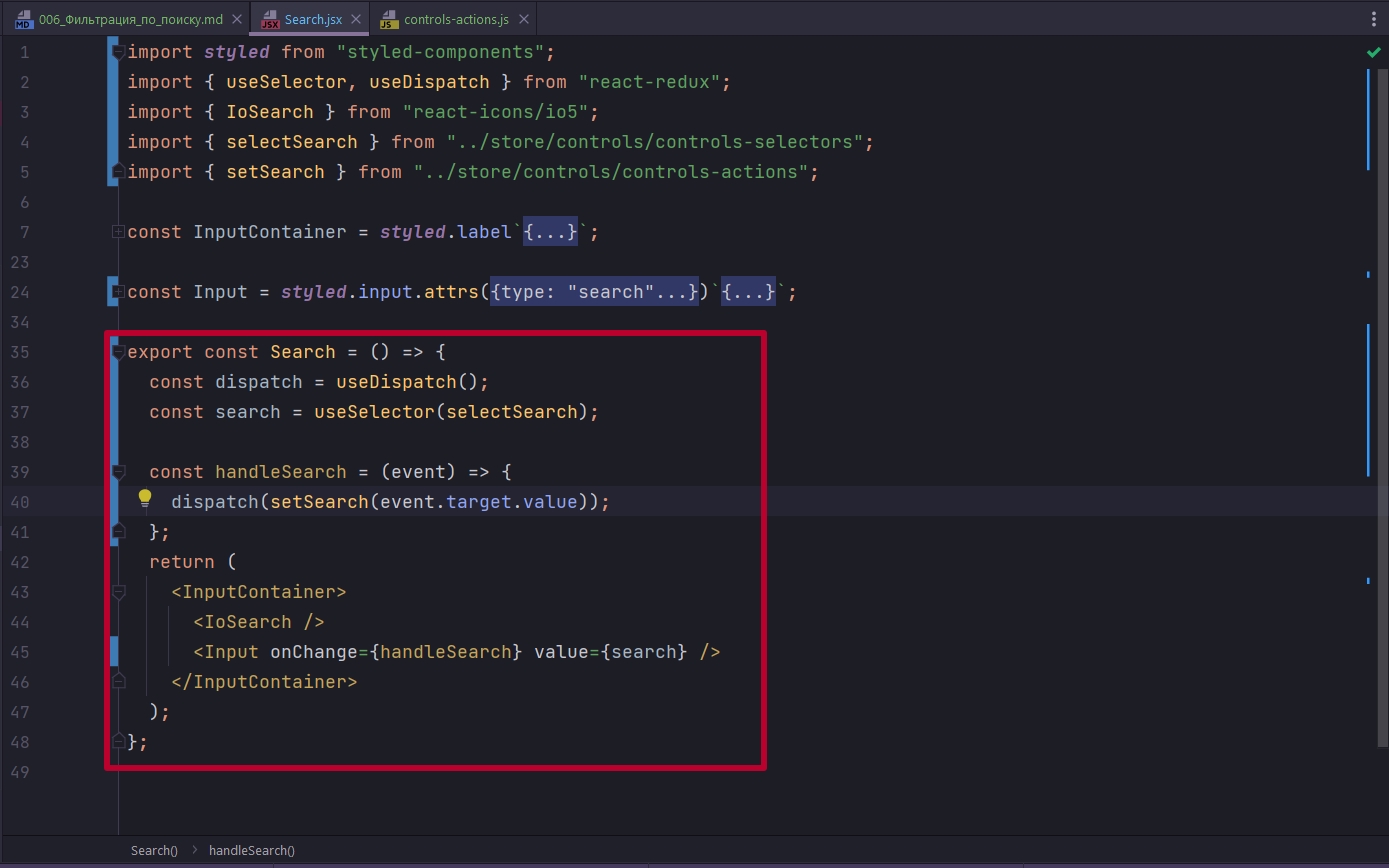 MD 006_Фильтрация_по_поиску.md JSX Search.jsx JS controls-actions.js
1 import styled from "styled-components";
2 import { useSelector, useDispatch } from "react-redux";
3 import { IoSearch } from "react-icons/io5";
4 import { selectSearch } from "../store/controls/controls-selectors";
5 import { setSearch } from "../store/controls/controls-actions";
6
7 const InputContainer = styled.label`{...}`;
23
24 const Input = styled.input.attrs({type: "search"...})`{...}`;
34
35 export const Search = () => {
36 const dispatch = useDispatch();
37 const search = useSelector(selectSearch);
38
39 const handleSearch = (event) => {
40 dispatch(setSearch(event.target.value));
41 };
42 return (
43 <InputContainer>
44 <IoSearch />
45 <Input onChange={handleSearch} value={search} />
46 </InputContainer>
47 );
48 };
49
Search() > handleSearch()